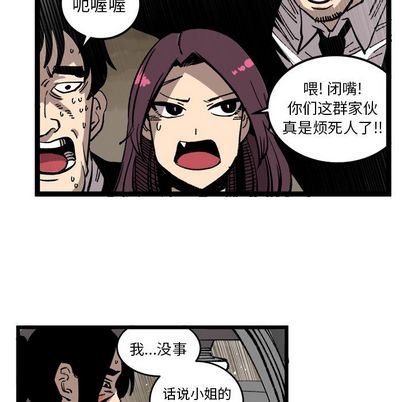 呃喔喔
喂! 闭嘴!
你们这群家伙
真是烦死人了!!
我...没事
话说小姐的